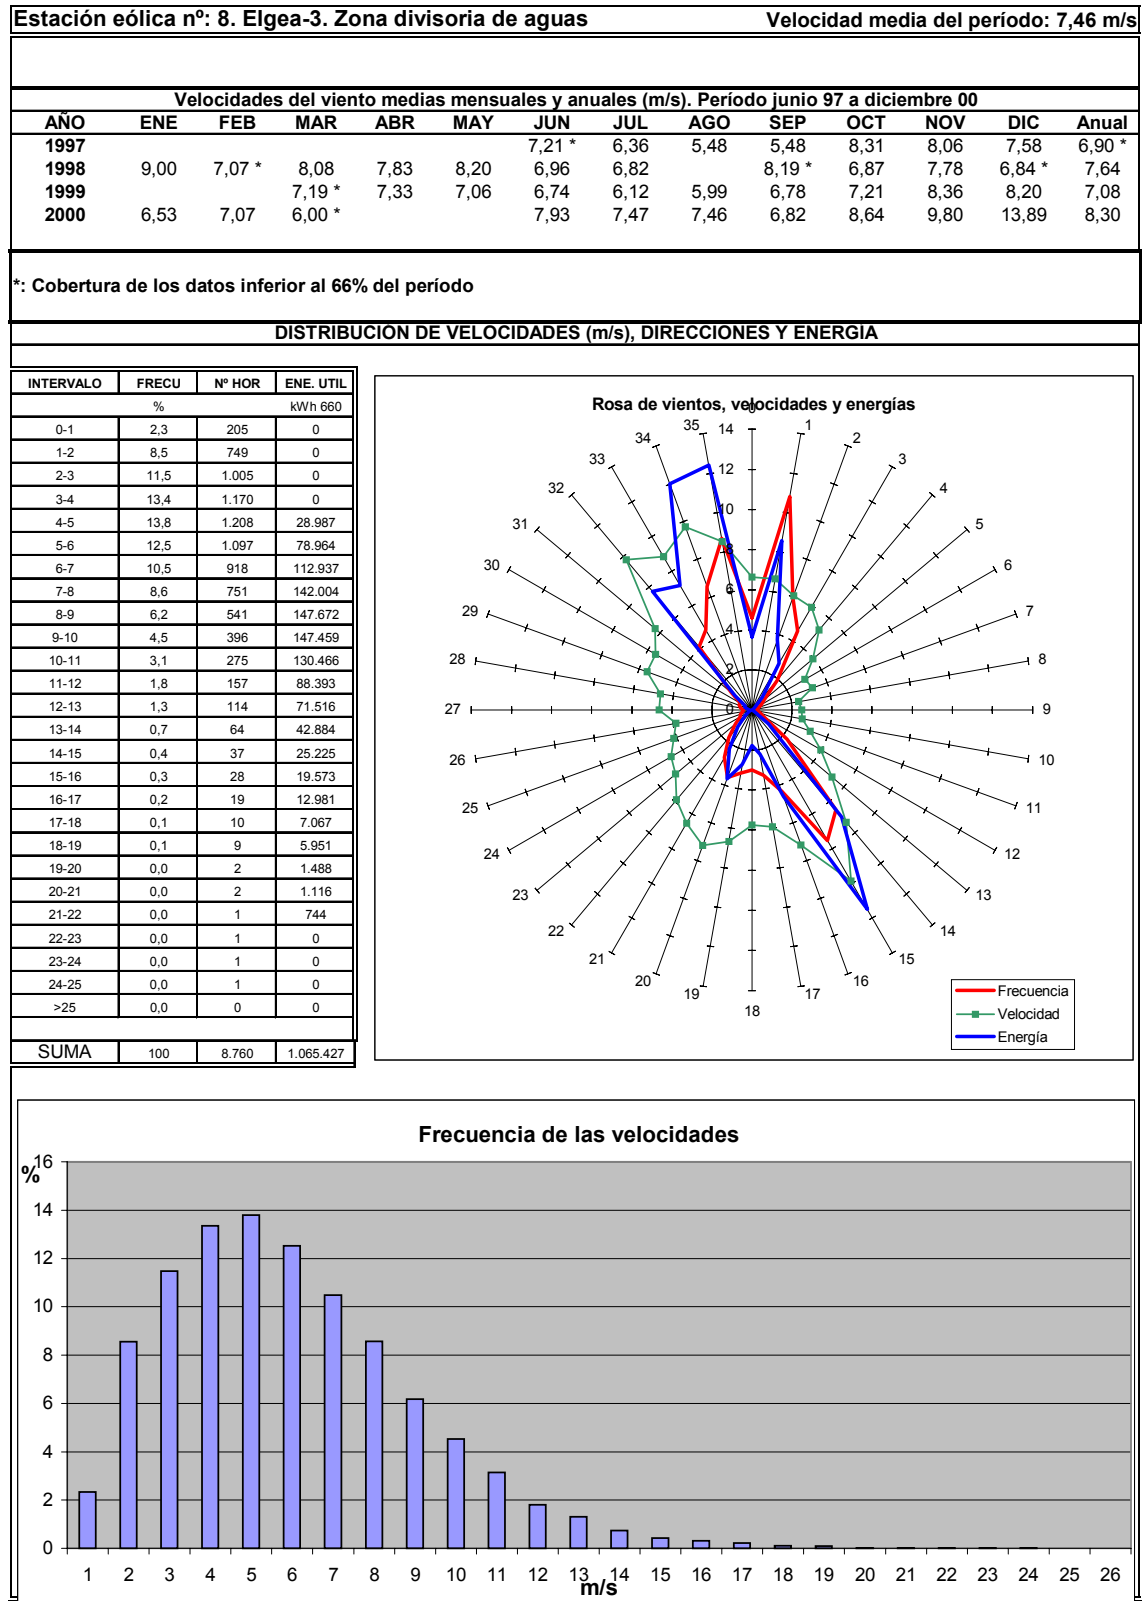 Estación eólica nº: 8. Elgea-3. Zona divisoria de aguas Velocidad media del período: 7,46 m/s
Velocidades del viento medias mensuales y anuales (m/s). Período junio 97 a diciembre 00
AÑO ENE FEB MAR ABR MAY JUN JUL AGO SEP OCT NOV DIC Anual
1997 7,21 * 6,36 5,48 5,48 8,31 8,06 7,58 6,90 *
1998 9,00 7,07 * 8,08 7,83 8,20 6,96 6,82 8,19 * 6,87 7,78 6,84 * 7,64
1999 7,19 * 7,33 7,06 6,74 6,12 5,99 6,78 7,21 8,36 8,20 7,08
2000 6,53 7,07 6,00 * 7,93 7,47 7,46 6,82 8,64 9,80 13,89 8,30
*: Cobertura de los datos inferior al 66% del período
DISTRIBUCIÓN DE VELOCIDADES (m/s), DIRECCIONES Y ENERGÍA
INTERVALO FRECU Nº HOR ENE. UTIL
% kWh 660
0-1 2,3 205 0
1-2 8,5 749 0
2-3 11,5 1.005 0
3-4 13,4 1.170 0
4-5 13,8 1.208 28.987
5-6 12,5 1.097 78.964
6-7 10,5 918 112.937
7-8 8,6 751 142.004
8-9 6,2 541 147.672
9-10 4,5 396 147.459
10-11 3,1 275 130.466
11-12 1,8 157 88.393
12-13 1,3 114 71.516
13-14 0,7 64 42.884
14-15 0,4 37 25.225
15-16 0,3 28 19.573
16-17 0,2 19 12.981
17-18 0,1 10 7.067
18-19 0,1 9 5.951
19-20 0,0 2 1.488
20-21 0,0 2 1.116
21-22 0,0 1 744
22-23 0,0 1 0
23-24 0,0 1 0
24-25 0,0 1 0
>25 0,0 0 0
SUMA 100 8.760 1.065.427
Rosa de vientos, velocidades y energías
0
1
2
3
4
5
6
7
8
9
10
11
12
13
14
15
16
17
18
19
20
21
22
23
24
25
26
27
28
29
30
31
32
33
34
35
14
12
10
8
6
4
2
0
Frecuencia
Velocidad
Energía
Frecuencia de las velocidades
%
16
14
12
10
8
6
4
2
0
1 2 3 4 5 6 7 8 9 10 11 12 13 14 15 16 17 18 19 20 21 22 23 24 25 26
m/s